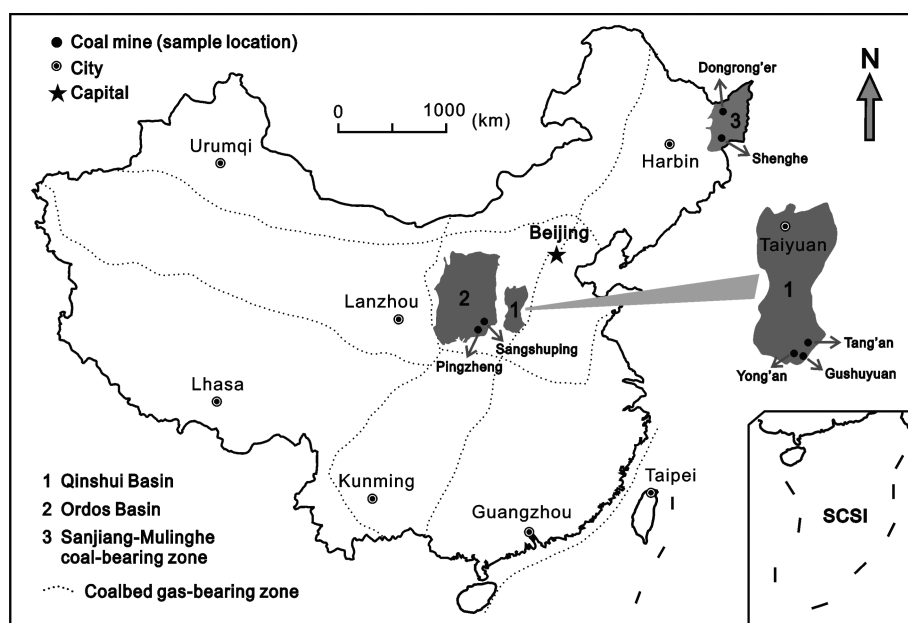 Coal mine (sample location)
City
Capital
0 1000 (km)
N
Dongrong'er
3
Shenghe
Urumqi
Harbin
Beijing
Taiyuan
1
Lanzhou
2
1
Sangshuping
Pingzheng
Tang'an
Yong'an
Gushuyuan
Lhasa
Kunming
Guangzhou
Taipei
SCSI
1 Qinshui Basin
2 Ordos Basin
3 Sanjiang-Mulinghe
coal-bearing zone
Coalbed gas-bearing zone